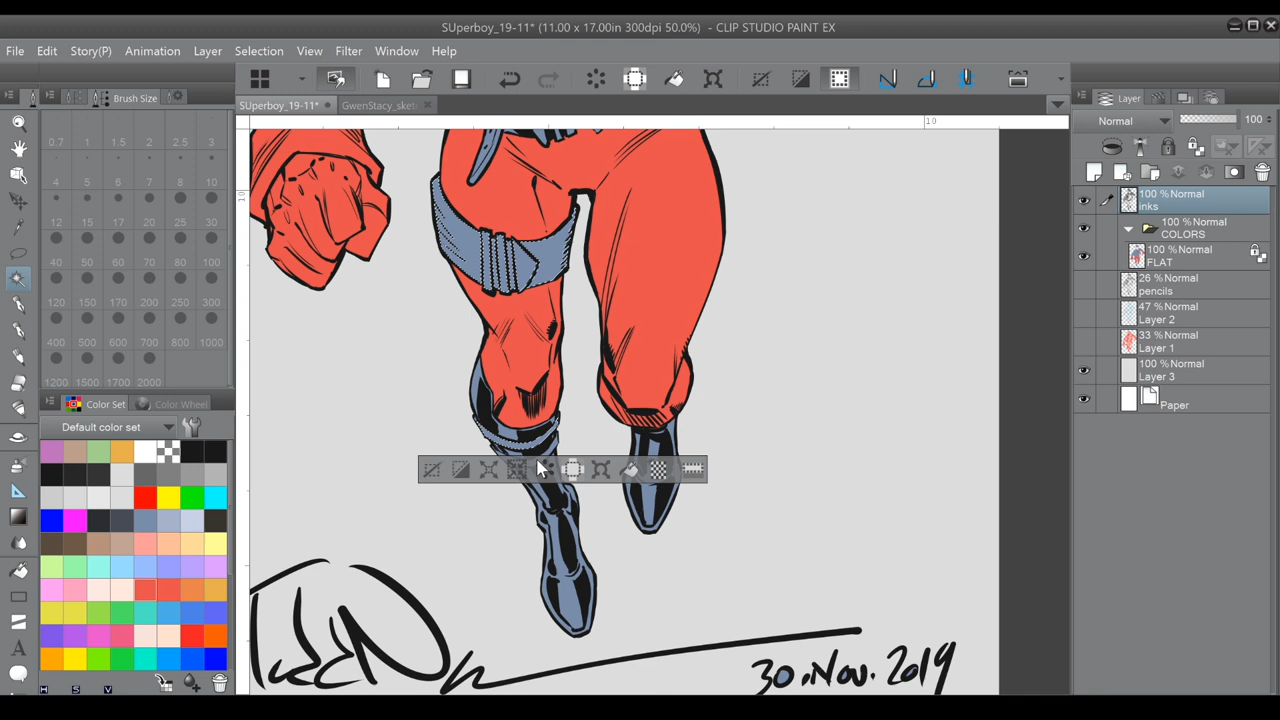 SUperboy_19-11* (11.00 x 17.00in 300dpi 50.0%) - CLIP STUDIO PAINT EX
File Edit Story(P) Animation Layer Selection View Filter Window Help
Brush Size
SUperboy_19-11*
GwenStacy_sket
Layer
10
10
Normal 100
0.7 1 1.5 2 2.5 3
4 5 6 7 8 10
12 15 17 20 25 30
40 50 60 70 80 100
120 150 170 200 250 300
400 500 600 700 800 1000
1200 1500 1700 2000
100 % Normal
inks
100 % Normal
COLORS
100 % Normal
FLAT
26 % Normal
pencils
47 % Normal
Layer 2
33 % Normal
Layer 1
100 % Normal
Layer 3
Paper
Color Set
Color Wheel
Default color set
H S V
30.Nov. 2019